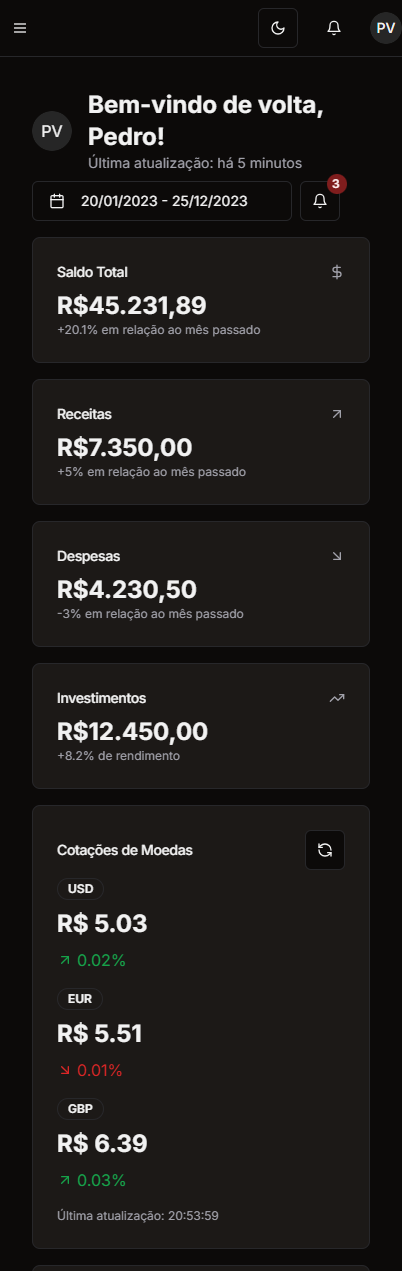 PV
PV
Bem-vindo de volta,
Pedro!
Última atualização: há 5 minutos
20/01/2023 - 25/12/2023
3
Saldo Total
R$45.231,89
+20.1% em relação ao mês passado
Receitas
R$7.350,00
+5% em relação ao mês passado
Despesas
R$4.230,50
-3% em relação ao mês passado
Investimentos
R$12.450,00
+8.2% de rendimento
Cotações de Moedas
USD
R$ 5.03
0.02%
EUR
R$ 5.51
0.01%
GBP
R$ 6.39
0.03%
Última atualização: 20:53:59